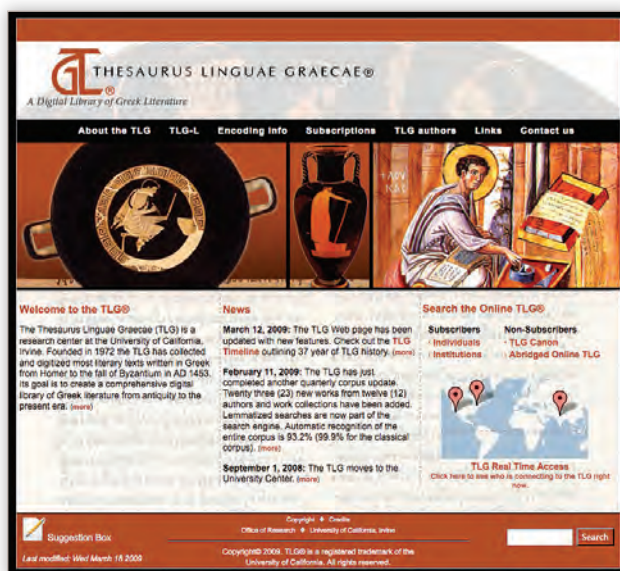 GL®
THESAURUS LINGUAE GRAECAE®
A Digital Library of Greek Literature
About the TLG TLG-L Encoding Info Subscriptions TLG authors Links Contact us
ΛΟΥ
ΚΑΣ
Welcome to the TLG®
The Thesaurus Linguae Graecae (TLG) is a
research center at the University of California,
Irvine. Founded in 1972 the TLG has collected
and digitized most literary texts written in Greek
from Homer to the fall of Byzantium in AD 1453.
Its goal is to create a comprehensive digital
library of Greek literature from antiquity to the
present era. (more)
News
March 12, 2009: The TLG Web page has been
updated with new features. Check out the TLG
Timeline outlining 37 year of TLG history. (more)
February 11, 2009: The TLG has just
completed another quarterly corpus update.
Twenty three (23) new works from twelve (12)
authors and work collections have been added.
Lemmatized searches are now part of the
search engine. Automatic recognition of the
entire corpus is 93.2% (99.9% for the classical
corpus). (more)
September 1, 2008: The TLG moves to the
University Center. (more)
Search the Online TLG®
Subscribers
Individuals
Institutions
Non-Subscribers
TLG Canon
Abridged Online TLG
TLG Real Time Access
Click here to see who is connecting to the TLG right
now.
Suggestion Box
Last modified: Wed March 18 2009
Copyright Credits
Office of Research University of California, Irvine
Copyright© 2009. TLG® is a registered trademark of the
University of California. All rights reserved.
Search